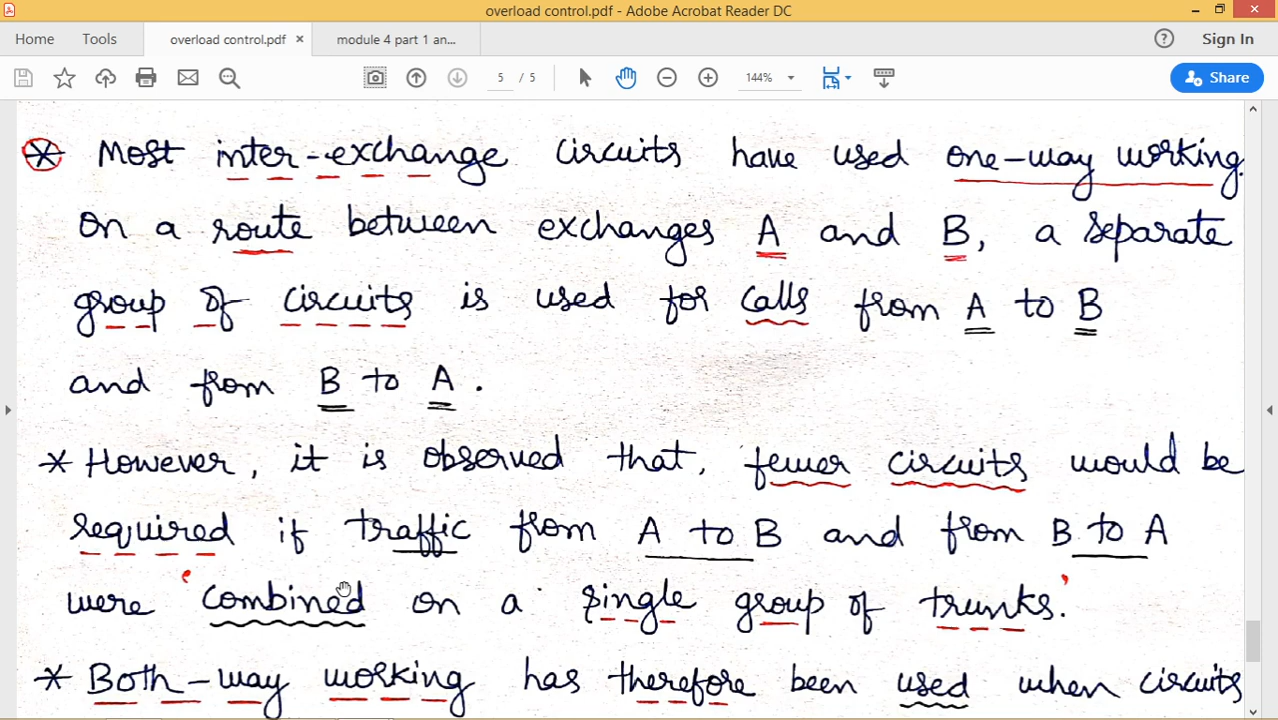 overload control.pdf - Adobe Acrobat Reader DC
Home Tools overload control.pdf × module 4 part 1 an... Sign In
5 / 5 144% Share
* Most inter-exchange circuits have used one-way working.
On a route between exchanges A and B, a separate
group of circuits is used for calls from A to B
and from B to A.
* However, it is observed that, fewer circuits would be
required if traffic from A to B and from B to A
were 'combined on a single group of trunks.'
* Both-way working has therefore been used when circuits